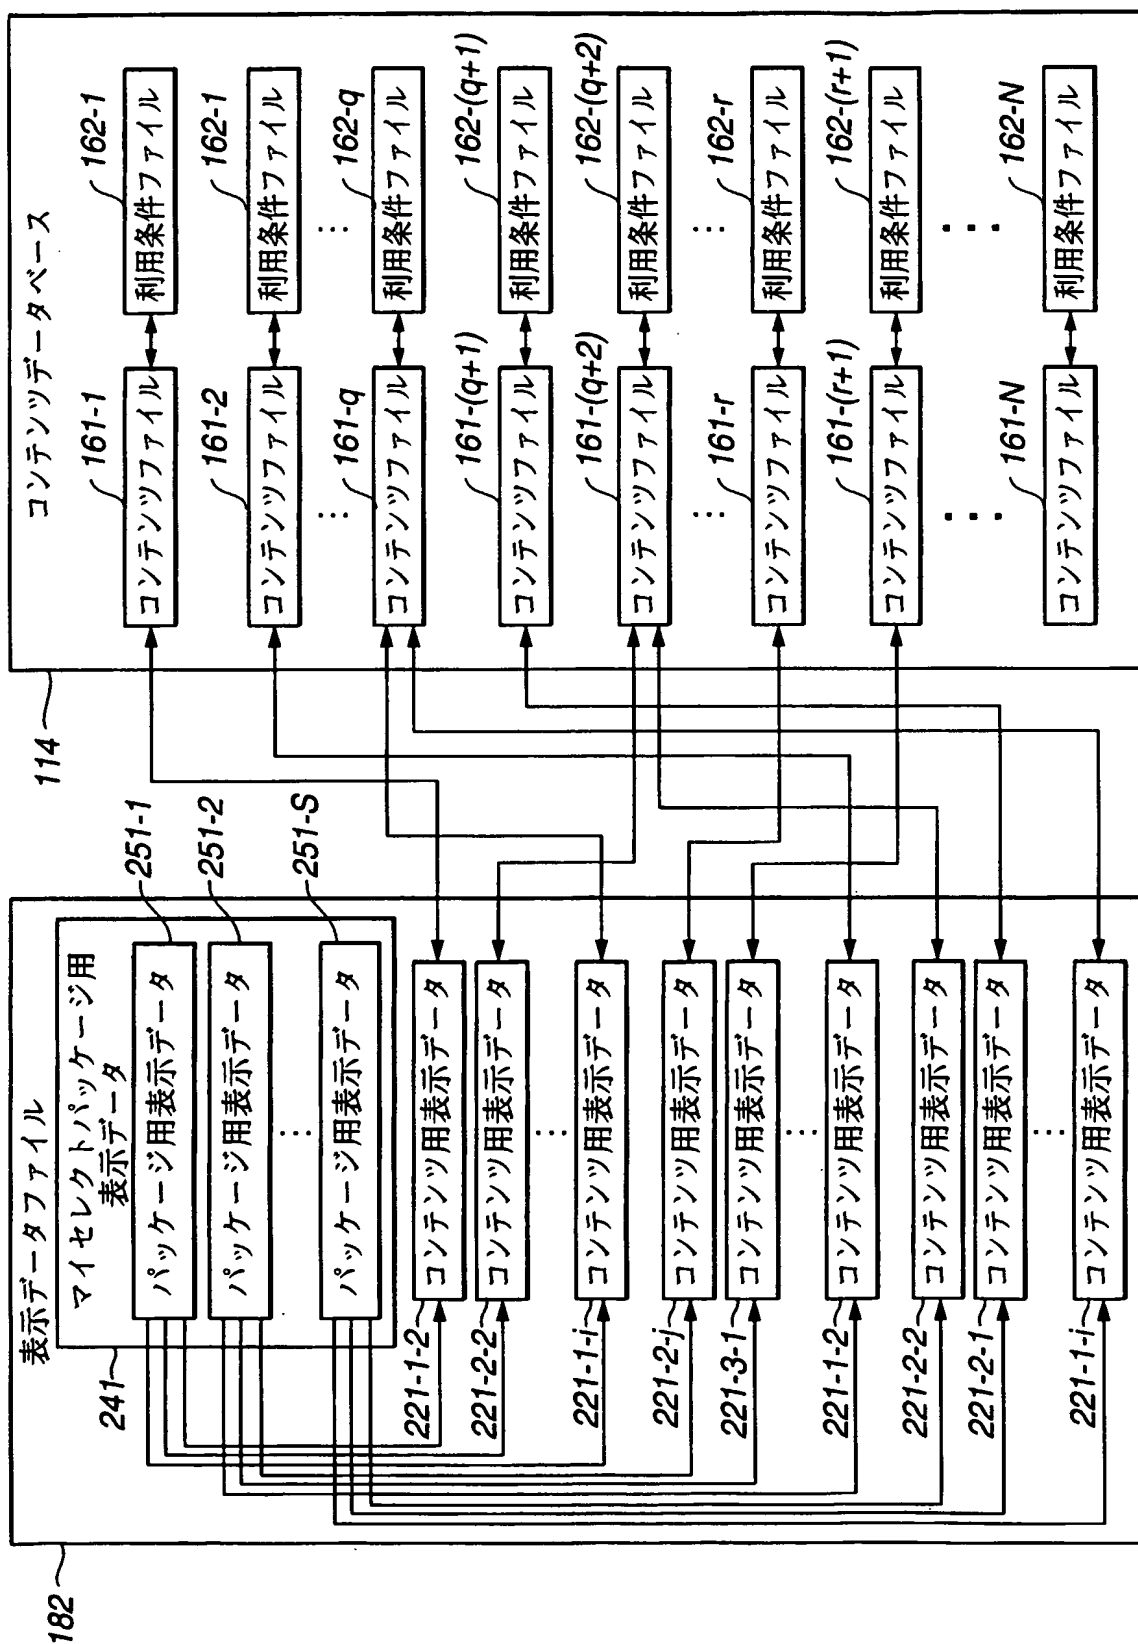 182
表示データファイル
241
マイセレクトパッケージ用
表示データ
パッケージ用表示データ
251-1
パッケージ用表示データ
251-2
…
パッケージ用表示データ
251-S
221-1-2
コンテンツ用表示データ
221-2-2
コンテンツ用表示データ
…
221-1-i
コンテンツ用表示データ
221-2-j
コンテンツ用表示データ
221-3-1
コンテンツ用表示データ
…
221-1-2
コンテンツ用表示データ
221-2-2
コンテンツ用表示データ
221-2-1
コンテンツ用表示データ
…
221-1-i
コンテンツ用表示データ
114
コンテンツデータベース
161-1
コンテンツファイル
162-1
利用条件ファイル
161-2
コンテンツファイル
162-1
利用条件ファイル
…
…
161-q
コンテンツファイル
162-q
利用条件ファイル
161-(q+1)
コンテンツファイル
162-(q+1)
利用条件ファイル
161-(q+2)
コンテンツファイル
162-(q+2)
利用条件ファイル
…
…
161-r
コンテンツファイル
162-r
利用条件ファイル
161-(r+1)
コンテンツファイル
162-(r+1)
利用条件ファイル
…
…
161-N
コンテンツファイル
162-N
利用条件ファイル